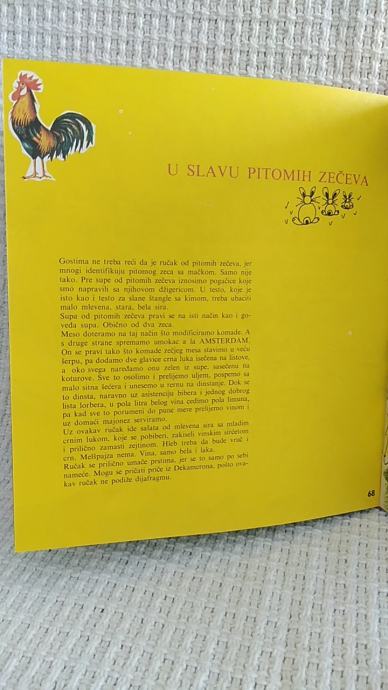 U SLAVU PITOMIH ZEČEVA
Gostima ne treba reći da je ručak od pitomih zečeva, jer
mnogi identifikuju pitomog zeca sa mačkom. Samo nije
tako. Pre supe od pitomih zečeva iznosimo pogačice koje
smo napravili sa njihovom džigericom. U testo, koje je
isto kao i testo za slane štangle sa kimom, treba ubaciti
malo mlevena, stara, bela sira.
Supa od pitomih zečeva pravi se na isti način kao i go-
veđa supa. Obično od dva zeca.
Meso doteramo na taj način što modificiramo komade. A
s druge strane spremamo umokac a la AMSTERDAM.
On se pravi tako što komade zečjeg mesa stavimo u veću
šerpu, pa dodamo dve glavice crna luka isečena na listove,
a oko svega naređamo onu zelen iz supe, sasečenu na
koturove. Sve to osolimo i prelijemo uljem, pospemo sa
malo sitna šećera i unesemo u rernu na dinstanje. Dok se
to dinsta, naravno uz asistenciju bibera i jednog dobrog
lista lorbera, u pola litra belog vina cedimo pola limuna,
pa kad sve to porumeni do pune mere prelijemo vinom i
uz domaći majonez serviramo.
Uz ovakav ručak ide salata od mlevena sira sa mladim
crnim lukom, koje se pobiberi, zakiseli vinskim sirćetom
i prilično zamasti zejtinom. Hleb treba da bude vruć i
crn. Melšpajza nema. Vina, samo bela i laka.
Ručak se prilično umače prstima, jer se to samo po sebi
nameće. Mogu se pričati priče iz Dekamerona, pošto ova-
kav ručak ne podiže dijafragmu.
68